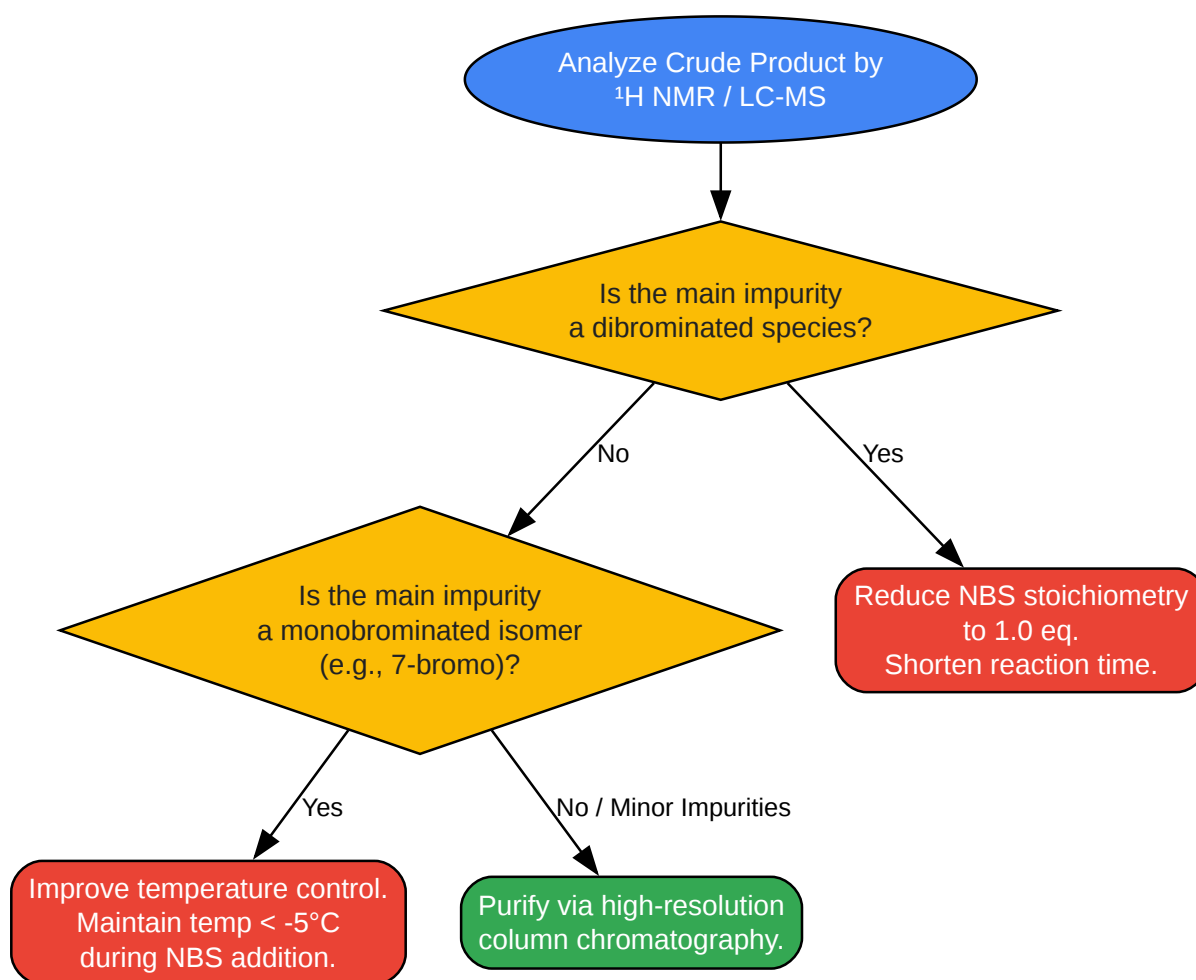 Analyze Crude Product by
¹H NMR / LC-MS
Is the main impurity
a dibrominated species?
No
Yes
Is the main impurity
a monobrominated isomer
(e.g., 7-bromo)?
Reduce NBS stoichiometry
to 1.0 eq.
Shorten reaction time.
Yes
No / Minor Impurities
Improve temperature control.
Maintain temp < -5°C
during NBS addition.
Purify via high-resolution
column chromatography.